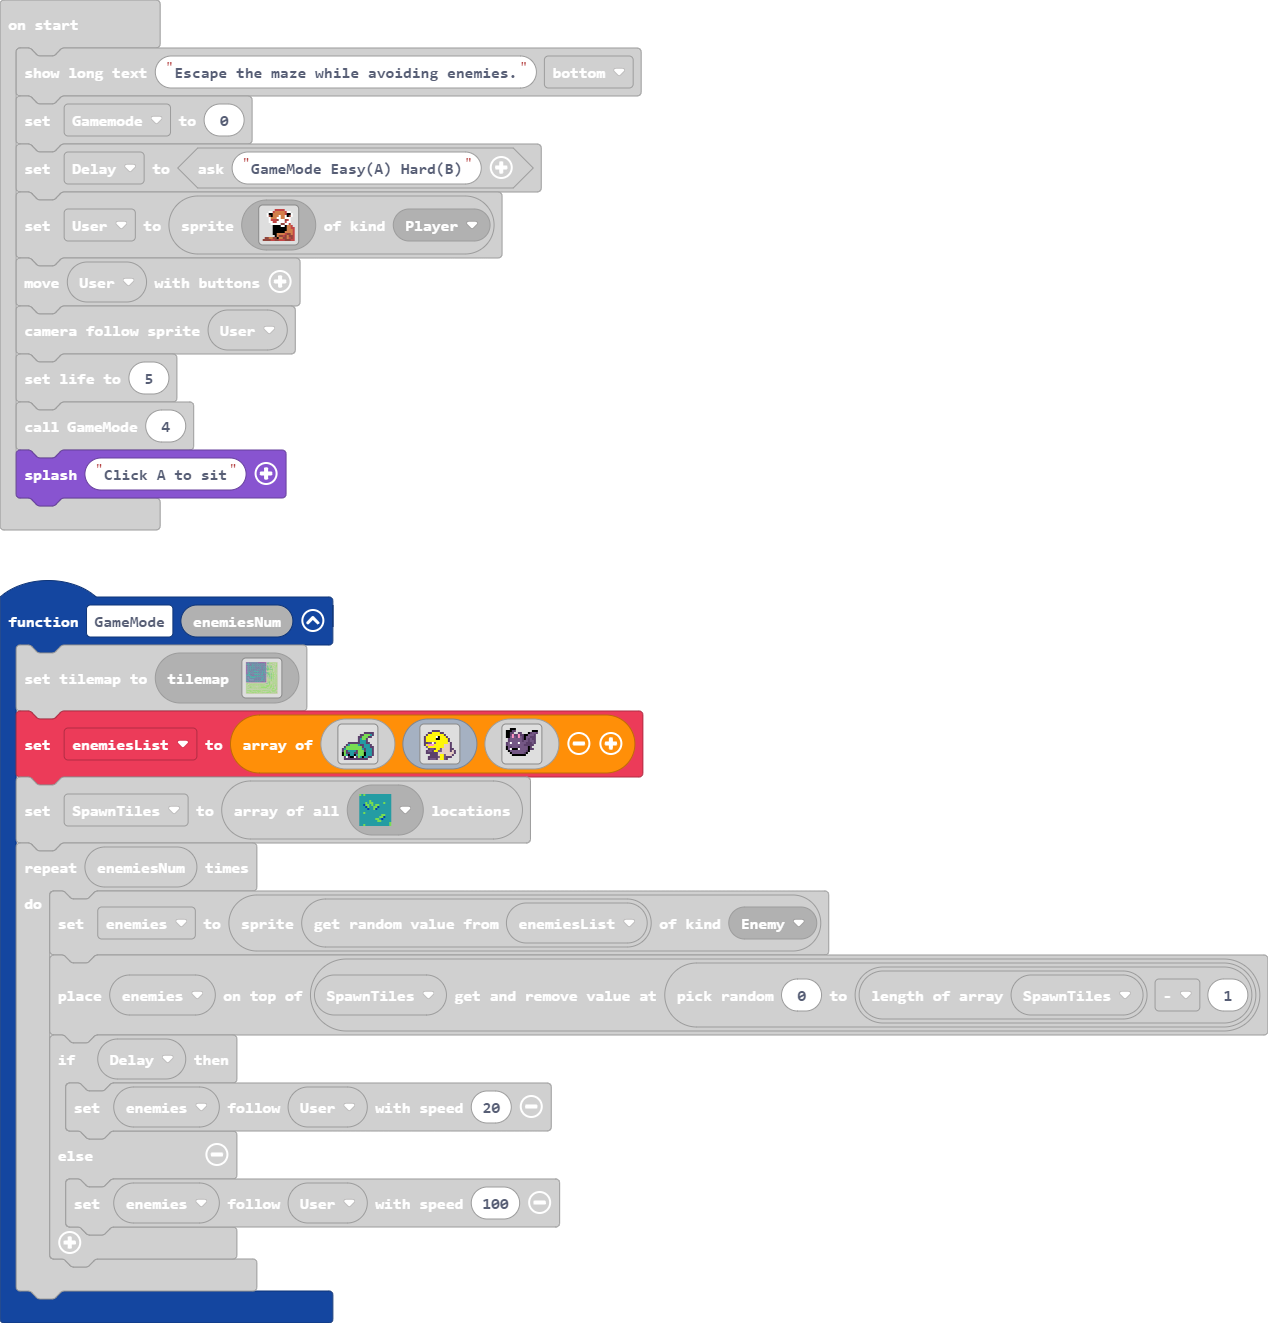 on start
show long text "Escape the maze while avoiding enemies." bottom
set Gamemode to 0
set Delay to ask "GameMode Easy(A) Hard(B)"
set User to sprite of kind Player
move User with buttons
camera follow sprite User
set life to 5
call GameMode 4
splash "Click A to sit"
function GameMode enemiesNum
set tilemap to tilemap
set enemiesList to array of
set SpawnTiles to array of all locations
repeat enemiesNum times
do
set enemies to sprite get random value from enemiesList of kind Enemy
place enemies on top of SpawnTiles get and remove value at pick random 0 to length of array SpawnTiles - 1
if Delay then
set enemies follow User with speed 20
else
set enemies follow User with speed 100